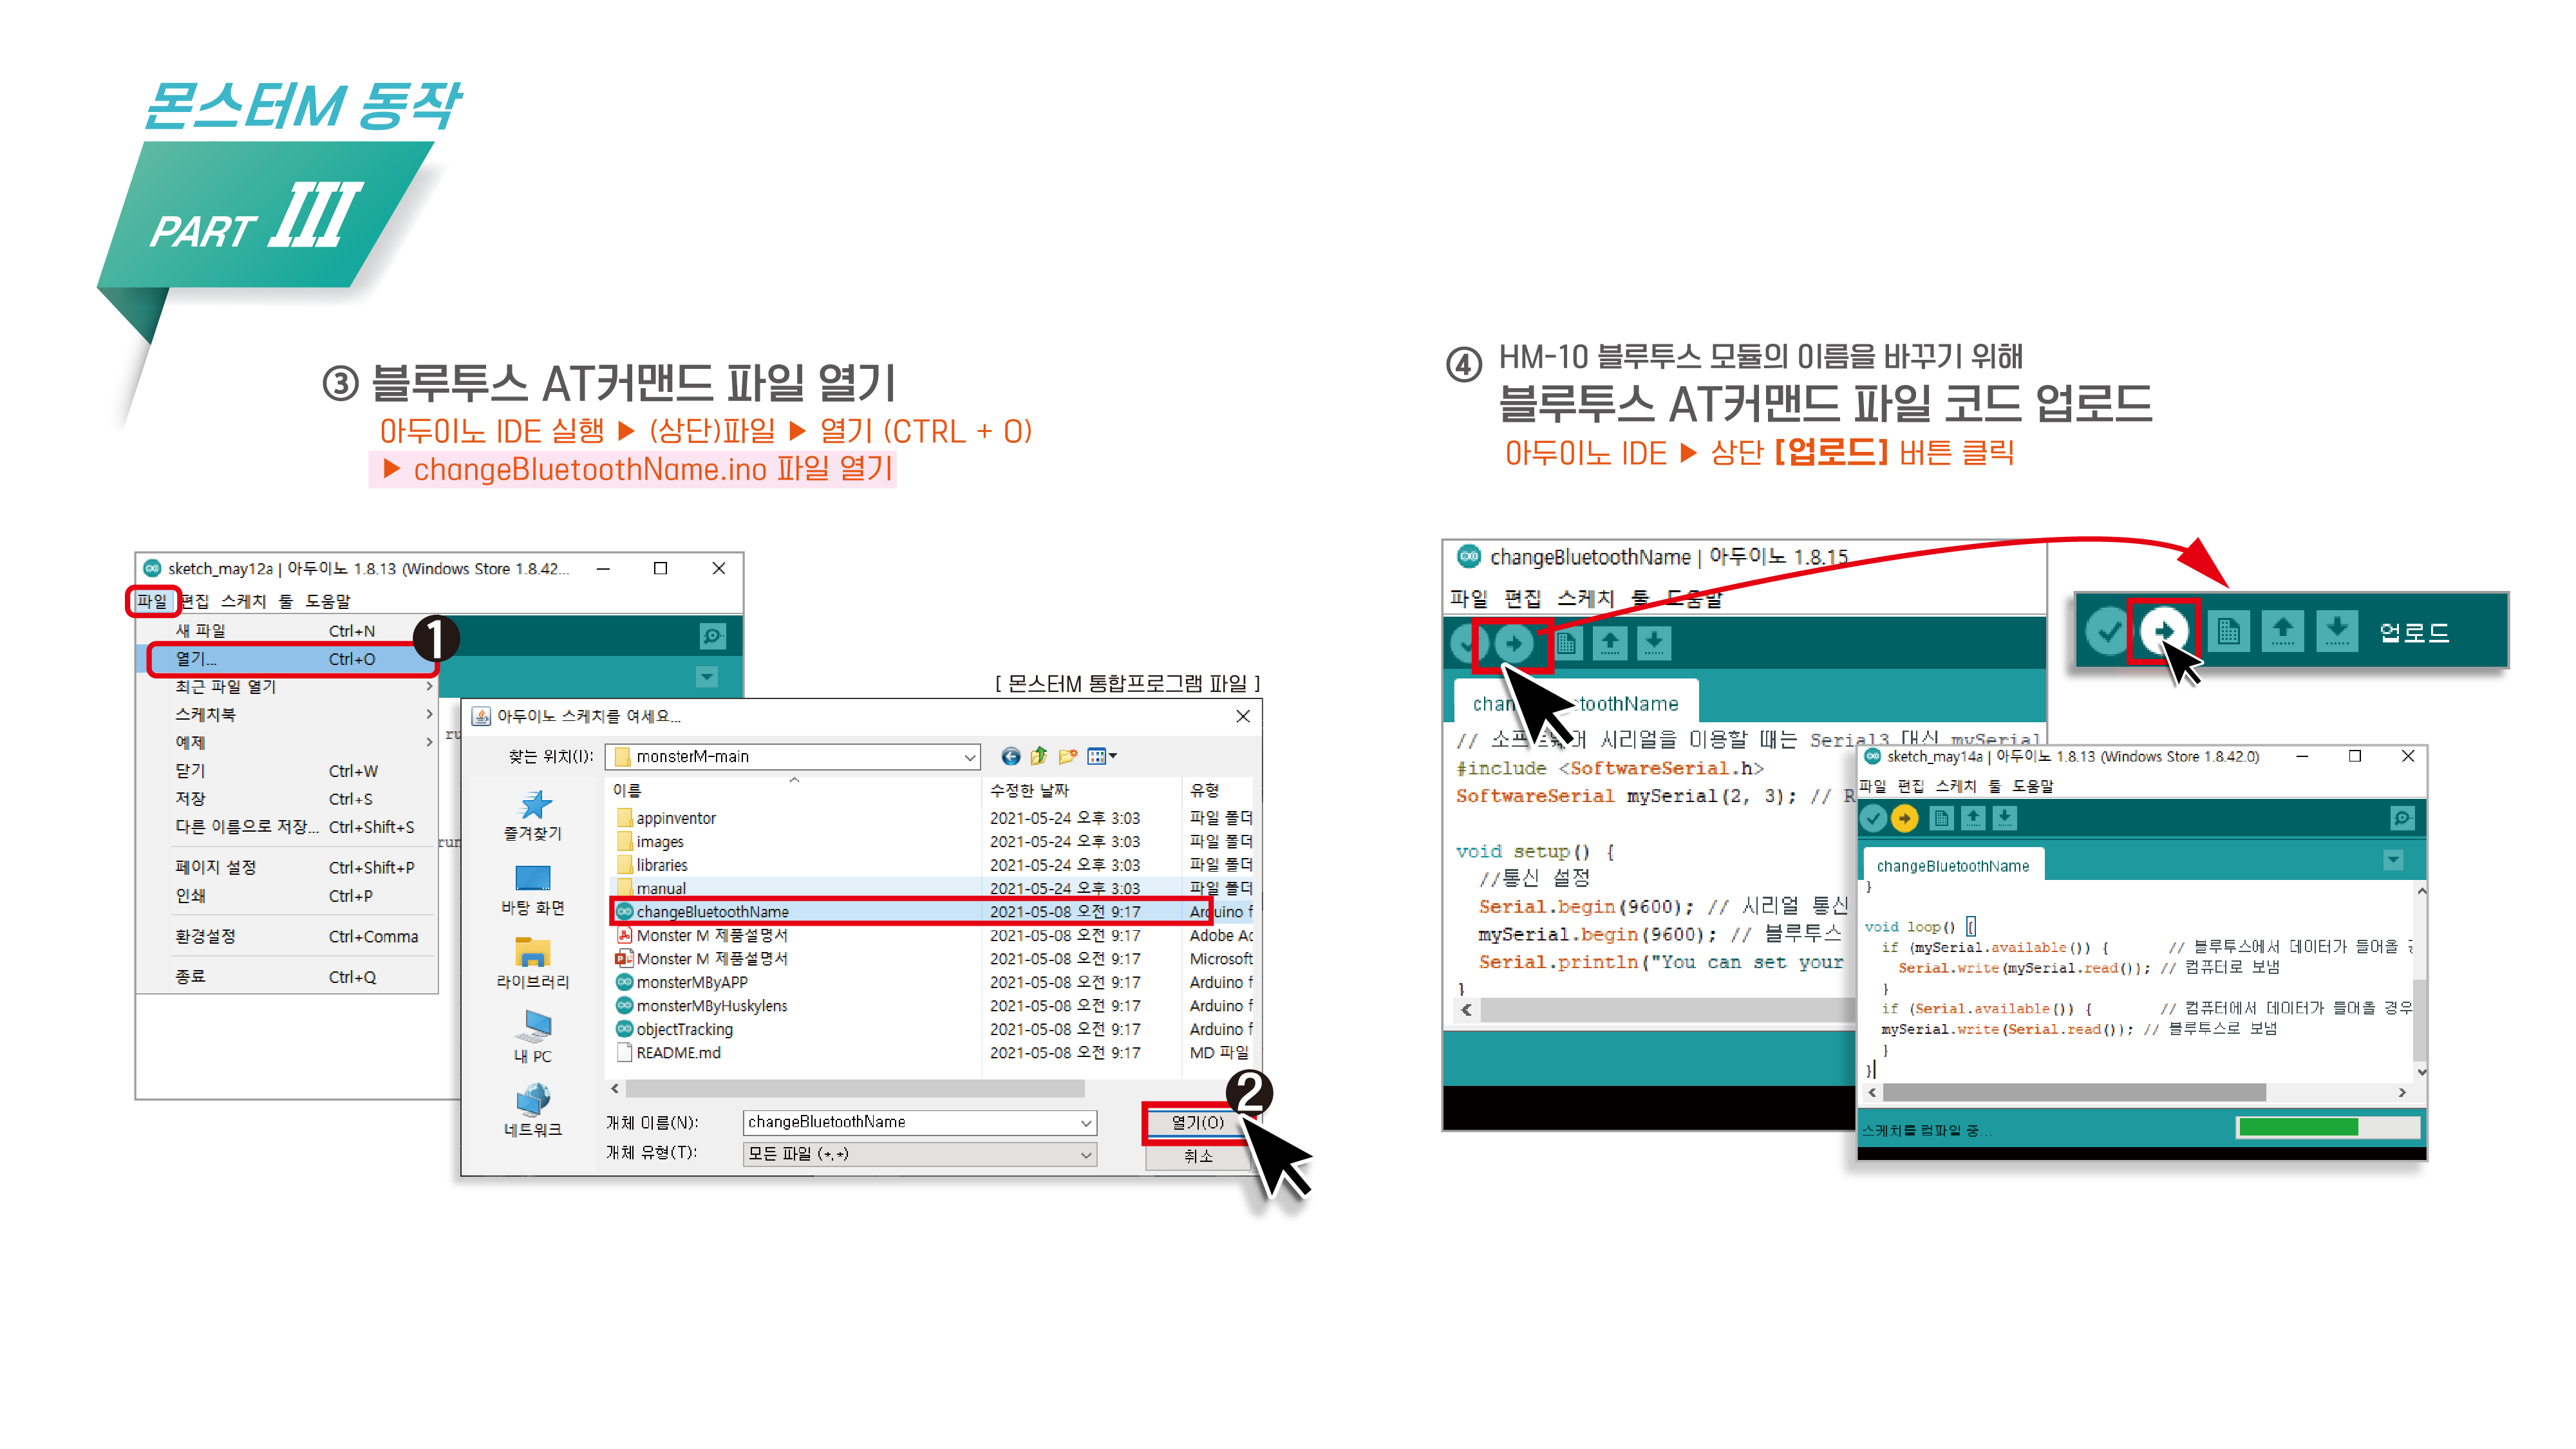 몬스터M 동작
PART III
③ 블루투스 AT커맨드 파일 열기
아두이노 IDE 실행 ▶ (상단)파일 ▶ 열기 (CTRL + O)
▶ changeBluetoothName.ino 파일 열기
sketch_may12a | 아두이노 1.8.13 (Windows Store 1.8.42...
파일 편집 스케치 툴 도움말
새 파일 Ctrl+N
열기... Ctrl+O
1
최근 파일 열기
스케치북
예제
닫기 Ctrl+W
저장 Ctrl+S
다른 이름으로 저장... Ctrl+Shift+S
페이지 설정 Ctrl+Shift+P
인쇄 Ctrl+P
환경설정 Ctrl+Comma
종료 Ctrl+Q
[ 몬스터M 통합프로그램 파일 ]
아두이노 스케치를 여세요...
찾는 위치(I): monsterM-main
이름 수정한 날짜 유형
appinventor 2021-05-24 오후 3:03 파일 폴더
images 2021-05-24 오후 3:03 파일 폴더
libraries 2021-05-24 오후 3:03 파일 폴더
manual 2021-05-24 오후 3:03 파일 폴더
changeBluetoothName 2021-05-08 오전 9:17 Arduino f
Monster M 제품설명서 2021-05-08 오전 9:17 Adobe Ac
Monster M 제품설명서 2021-05-08 오전 9:17 Microsoft
monsterMByAPP 2021-05-08 오전 9:17 Arduino f
monsterMByHuskylens 2021-05-08 오전 9:17 Arduino f
objectTracking 2021-05-08 오전 9:17 Arduino f
README.md 2021-05-08 오전 9:17 MD 파일
즐겨찾기
바탕 화면
라이브러리
내 PC
네트워크
개체 이름(N): changeBluetoothName 열기(O)
2
개체 유형(T): 모든 파일 (*.*) 취소
④ HM-10 블루투스 모듈의 이름을 바꾸기 위해
블루투스 AT커맨드 파일 코드 업로드
아두이노 IDE ▶ 상단 [업로드] 버튼 클릭
changeBluetoothName | 아두이노 1.8.15
파일 편집 스케치 툴 도움말
업로드
// 소프트웨어 시리얼을 이용할 때는 Serial3 대신 mySerial
#include <SoftwareSerial.h>
SoftwareSerial mySerial(2, 3); // R
void setup() {
//통신 설정
Serial.begin(9600); // 시리얼 통신
mySerial.begin(9600); // 블루투스
Serial.println("You can set your
}
sketch_may14a | 아두이노 1.8.13 (Windows Store 1.8.42.0)
파일 편집 스케치 툴 도움말
changeBluetoothName
}
void loop() {
if (mySerial.available()) { // 블루투스에서 데이터가 들어올
Serial.write(mySerial.read()); // 컴퓨터로 보냄
}
if (Serial.available()) { // 컴퓨터에서 데이터가 들어올 경우
mySerial.write(Serial.read()); // 블루투스로 보냄
}
}
스케치를 컴파일 중...